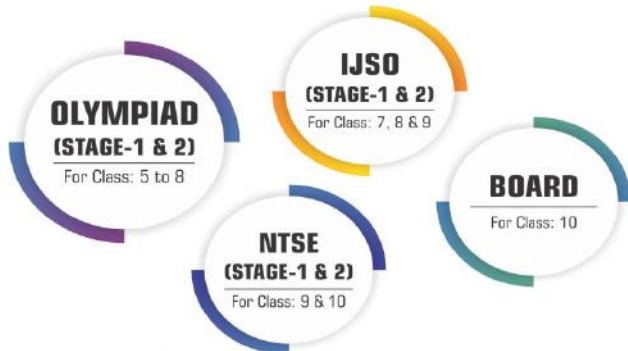 OLYMPIAD
(STAGE-1 & 2)
For Class: 5 to 8
IJSO
(STAGE-1 & 2)
For Class: 7, 8 & 9
NTSE
(STAGE-1 & 2)
For Class: 9 & 10
BOARD
For Class: 10